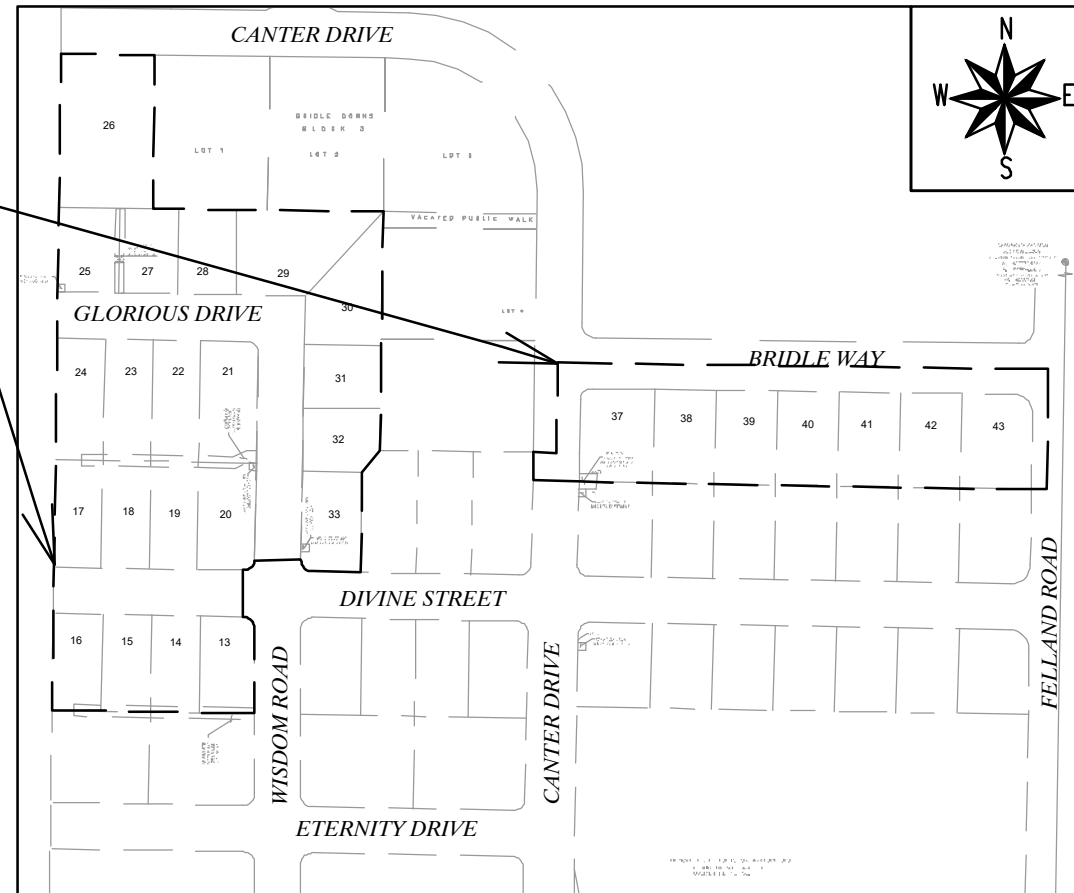 CANTER DRIVE
N
W
E
S
26
BRIDLE DOWNS
BLOCK 3
LOT 1
LOT 2
LOT 3
VACATED PUBLIC WALK
25
27
28
29
30
LOT 4
GLORIOUS DRIVE
BRIDLE WAY
24
23
22
21
31
32
37
38
39
40
41
42
43
17
18
19
20
33
DIVINE STREET
16
15
14
13
WISDOM ROAD
CANTER DRIVE
FELLAND ROAD
ETERNITY DRIVE